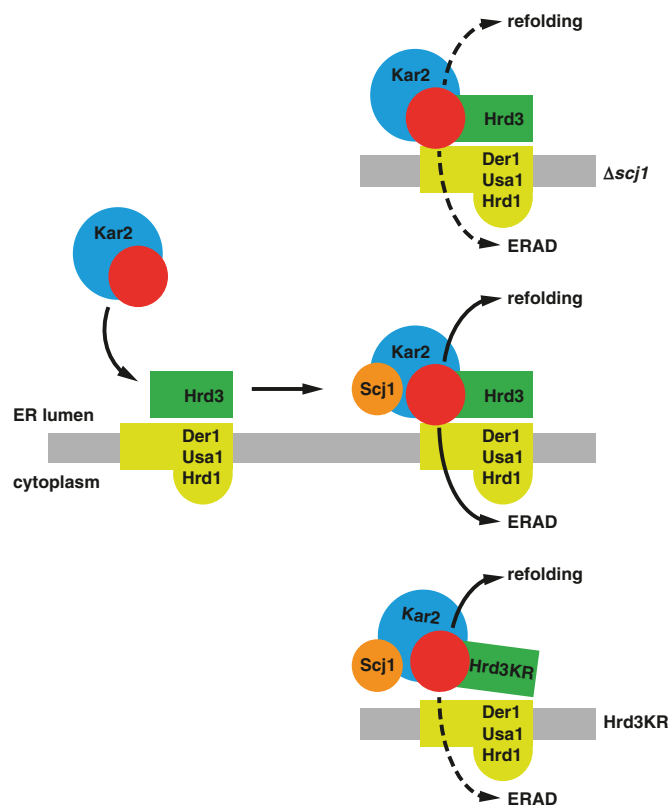 refolding
Kar2
Hrd3
Der1
Usa1
Hrd1
Δscj1
ERAD
Kar2
Hrd3
ER lumen
Der1
Usa1
Hrd1
cytoplasm
refolding
Kar2
Scj1
Hrd3
Der1
Usa1
Hrd1
ERAD
refolding
Kar2
Scj1
Hrd3KR
Der1
Usa1
Hrd1
Hrd3KR
ERAD